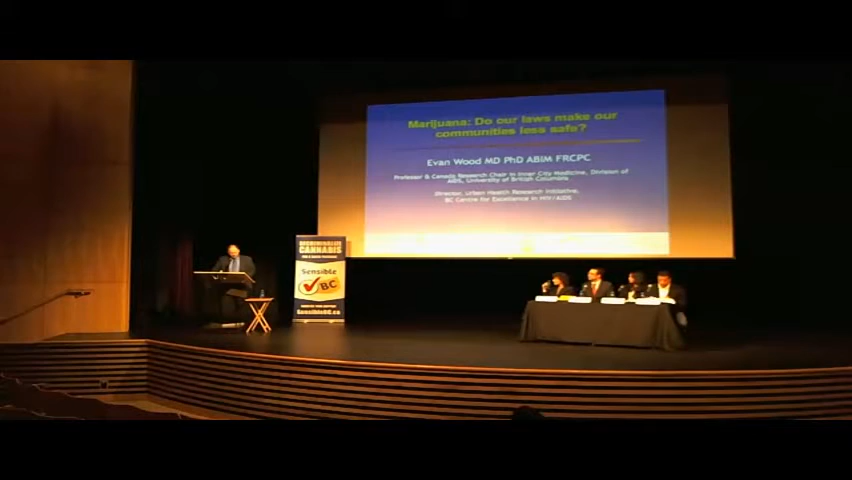 Marijuana: Do our laws make our
communities less safe?
Evan Wood MD PhD ABIM FRCPC
Professor & Canada Research Chair in Inner City Medicine, Division of
AIDS, University of British Columbia
Director, Urban Health Research Initiative,
BC Centre for Excellence in HIV/AIDS
DECRIMINALIZE
CANNABIS
Sensible
BC
SensibleBC.ca